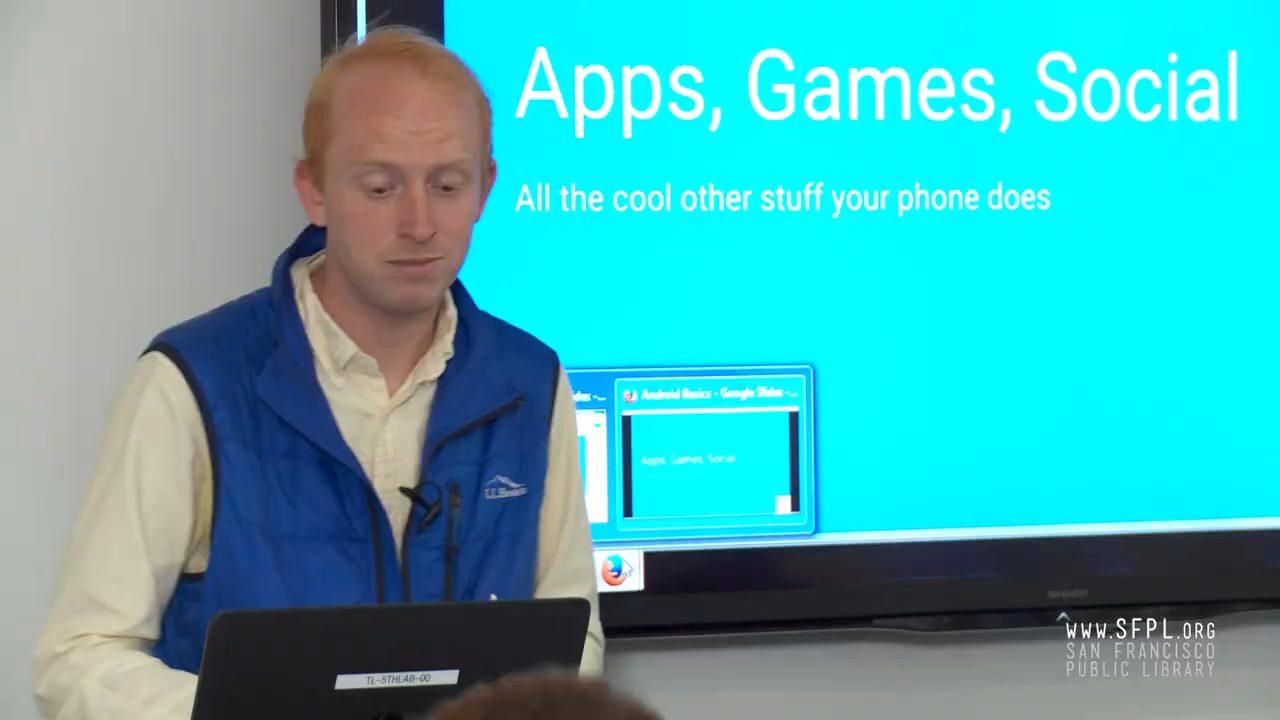 Apps, Games, Social
All the cool other stuff your phone does
Android Basics - Google Slides -...
Apps, Games, Social
L.L.Bean
SHARP
TL-5THLAB-00
WWW.SFPL.ORG
SAN FRANCISCO
PUBLIC LIBRARY